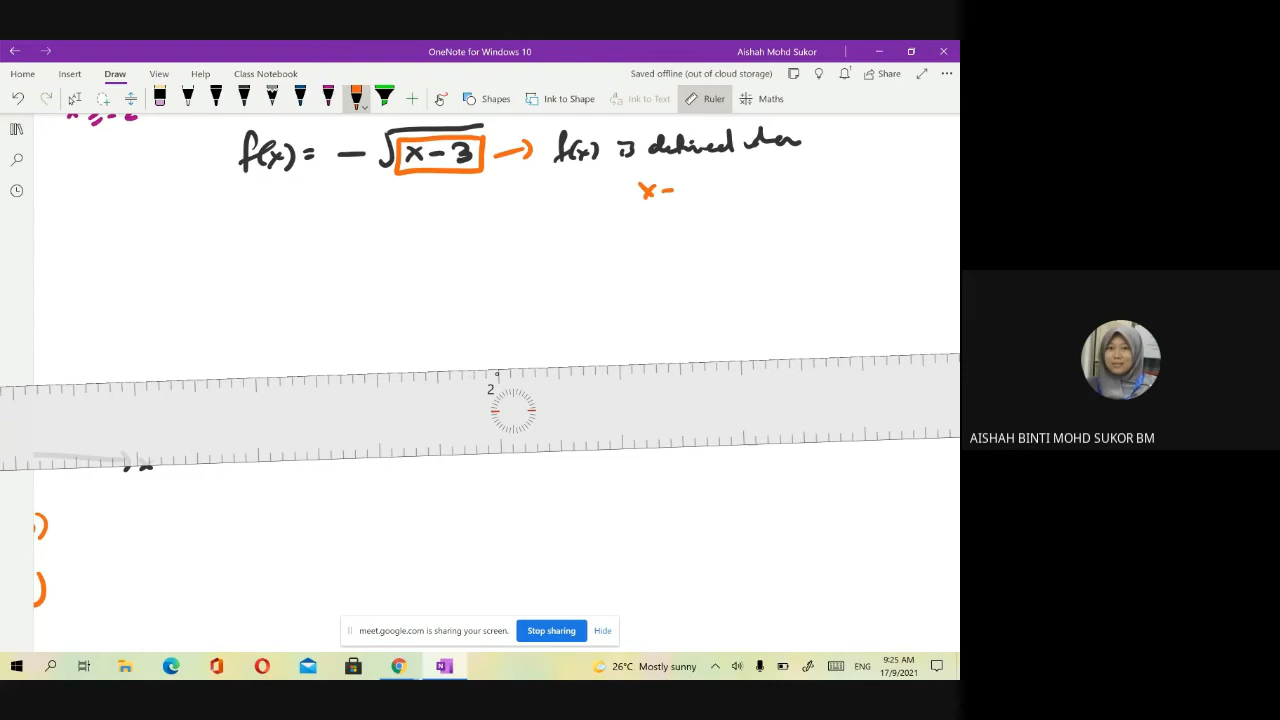 OneNote for Windows 10
Aishah Mohd Sukor
Home Insert Draw View Help Class Notebook
Saved offline (out of cloud storage)
Share
Shapes Ink to Shape Ink to Text Ruler Maths
f(x) = - √x - 3 → f(x) is defined when
x -
2°
AISHAH BINTI MOHD SUKOR BM
)
)
meet.google.com is sharing your screen. Stop sharing Hide
26°C Mostly sunny
ENG
9:25 AM
17/9/2021